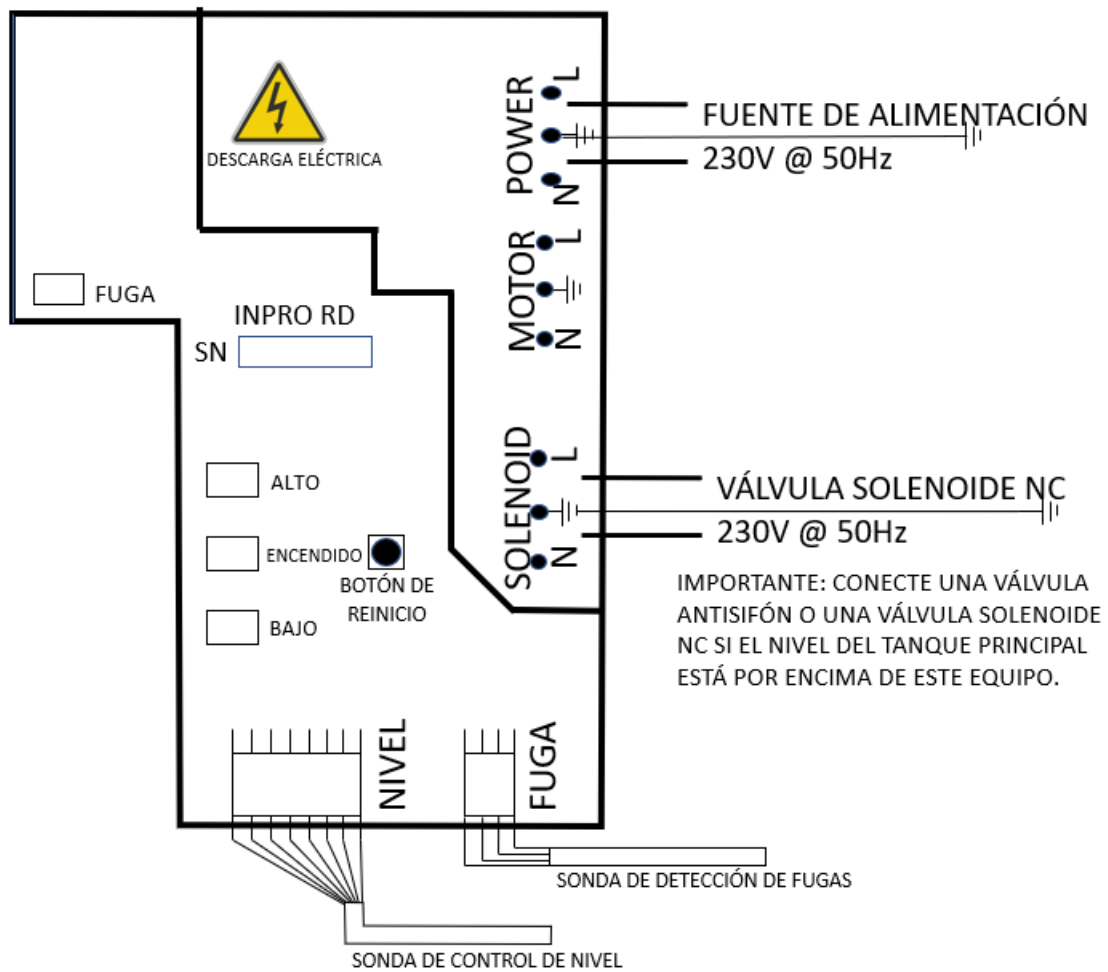 DESCARGA ELÉCTRICA
POWER
L
N
FUENTE DE ALIMENTACIÓN
230V @ 50Hz
MOTOR
L
N
FUGA
INPRO RD
SN
SOLENOID
L
N
VÁLVULA SOLENOIDE NC
230V @ 50Hz
ALTO
ENCENDIDO
BOTÓN DE
REINICIO
BAJO
IMPORTANTE: CONECTE UNA VÁLVULA
ANTISIFÓN O UNA VÁLVULA SOLENOIDE
NC SI EL NIVEL DEL TANQUE PRINCIPAL
ESTÁ POR ENCIMA DE ESTE EQUIPO.
NIVEL
FUGA
SONDA DE DETECCIÓN DE FUGAS
SONDA DE CONTROL DE NIVEL